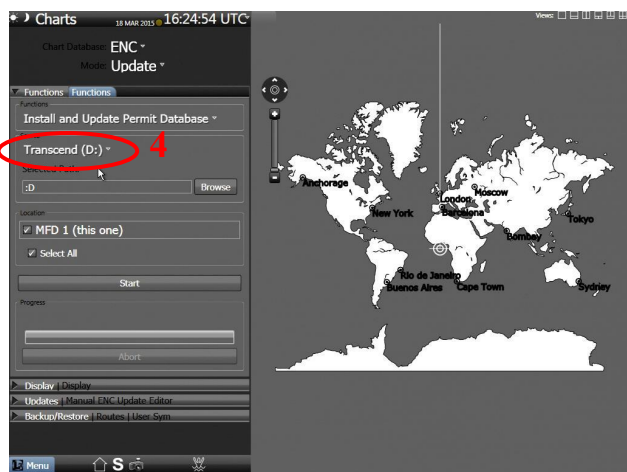 Charts 18 MAR 2015 16:24:54 UTC
Views:
Chart Database: ENC
Mode: Update
Functions Functions
Functions
Install and Update Permit Database
Transcend (D:)
4
Selected Paths
:D Browse
Location
MFD 1 (this one)
Select All
Start
Progress
Abort
Display | Display
Updates | Manual ENC Update Editor
Backup/Restore | Routes | User Sym
Menu S
Anchorage
Moscow
London
New York
Barcelona
Tokyo
Bombay
Rio de Janeiro
Buenos Aires
Cape Town
Sydney